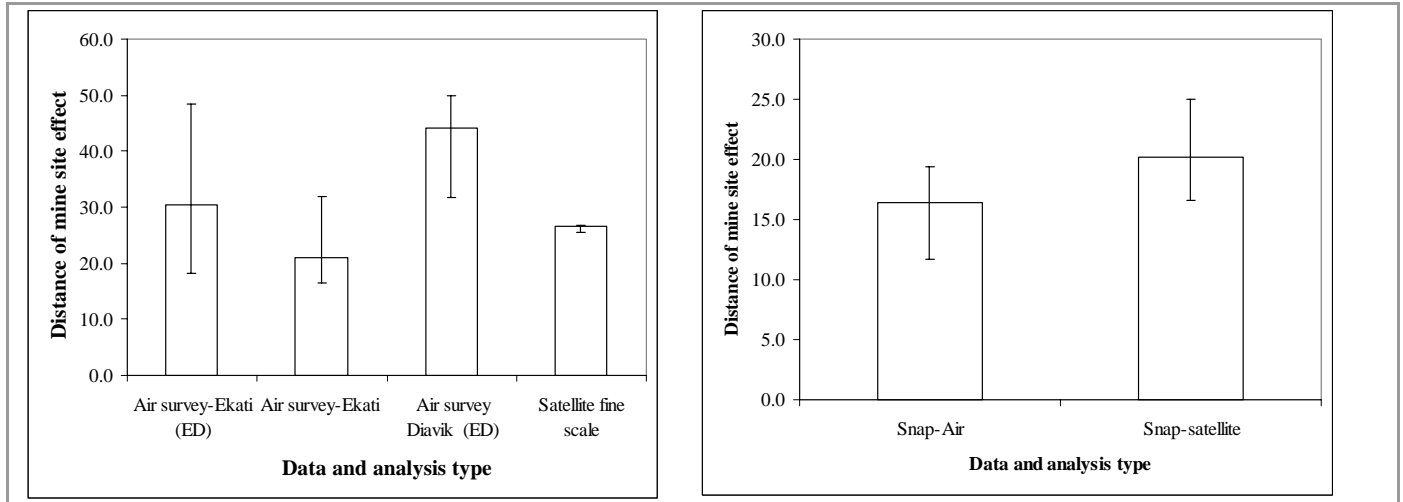 60.0
50.0
40.0
30.0
20.0
10.0
0.0
Distance of mine site effect
Air survey-Ekati (ED)
Air survey-Ekati
Air survey
Diavik (ED)
Satellite fine
scale
Data and analysis type
30.0
25.0
20.0
15.0
10.0
5.0
0.0
Distance of mine site effect
Snap-Air
Snap-satellite
Data and analysis type